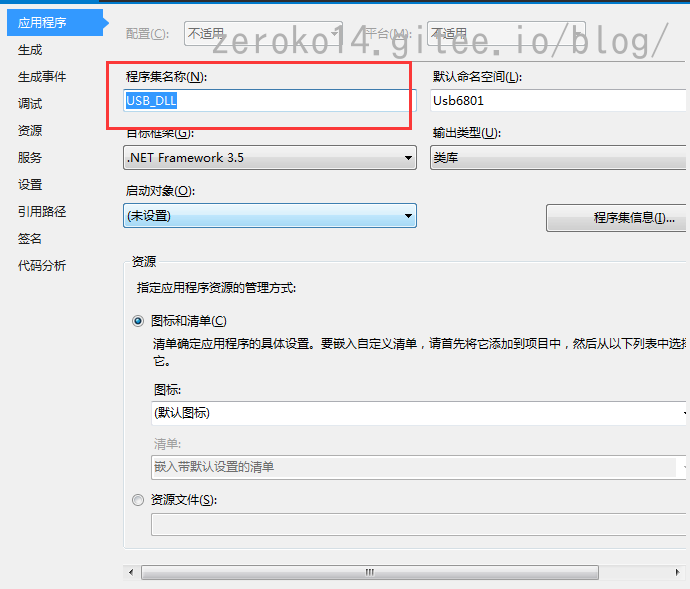 应用程序
生成
生成事件
调试
资源
服务
设置
引用路径
签名
代码分析
配置(C):
不适用
平台(M):
不适用
zeroko14.gitee.io/blog/
程序集名称(N):
默认命名空间(L):
USB_DLL
Usb6801
目标框架(G):
输出类型(U):
.NET Framework 3.5
类库
启动对象(O):
(未设置)
程序集信息(I)...
资源
指定应用程序资源的管理方式:
图标和清单(C)
清单确定应用程序的具体设置。要嵌入自定义清单，请首先将它添加到项目中，然后从以下列表中选择
它。
图标:
(默认图标)
清单:
嵌入带默认设置的清单
资源文件(S):